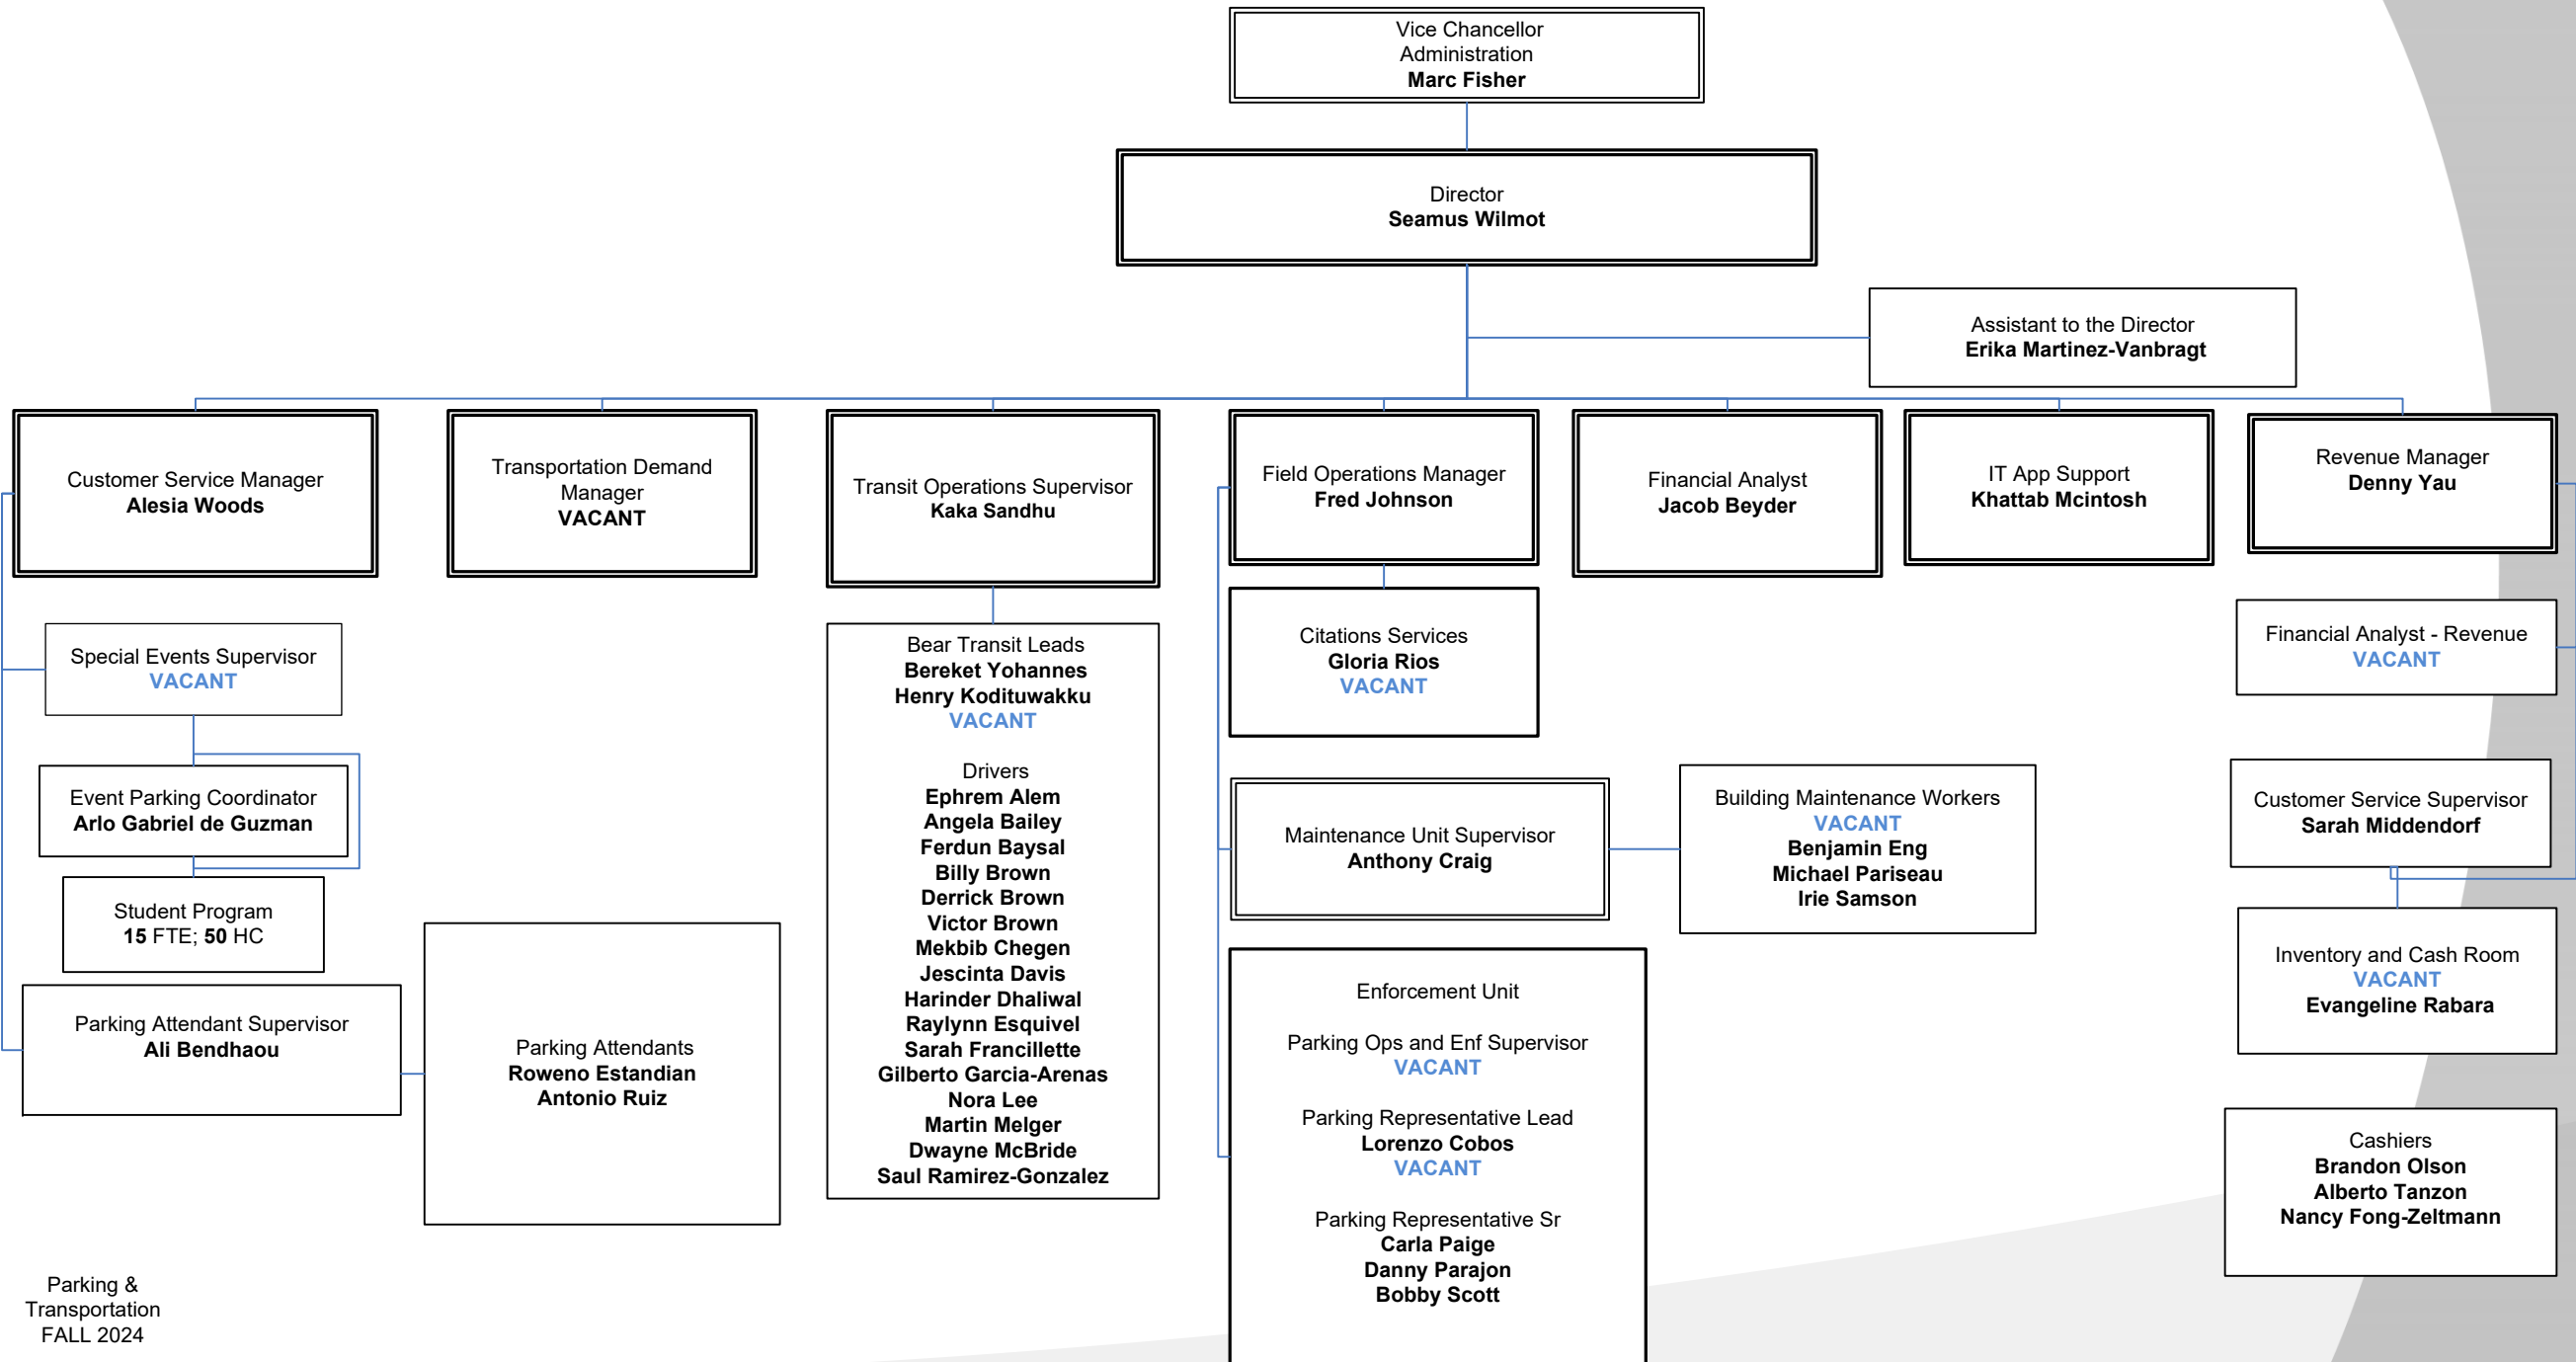 Vice Chancellor
Administration
Marc Fisher
Director
Seamus Wilmot
Assistant to the Director
Erika Martinez-Vanbragt
Customer Service Manager
Alesia Woods
Transportation Demand
Manager
VACANT
Transit Operations Supervisor
Kaka Sandhu
Field Operations Manager
Fred Johnson
Financial Analyst
Jacob Beyder
IT App Support
Khattab Mcintosh
Revenue Manager
Denny Yau
Special Events Supervisor
VACANT
Event Parking Coordinator
Arlo Gabriel de Guzman
Student Program
15 FTE; 50 HC
Parking Attendant Supervisor
Ali Bendhaou
Parking Attendants
Roweno Estandian
Antonio Ruiz
Bear Transit Leads
Bereket Yohannes
Henry Kodituwakku
VACANT
Drivers
Ephrem Alem
Angela Bailey
Ferdun Baysal
Billy Brown
Derrick Brown
Victor Brown
Mekbib Chegen
Jescinta Davis
Harinder Dhaliwal
Raylynn Esquivel
Sarah Francillette
Gilberto Garcia-Arenas
Nora Lee
Martin Melger
Dwayne McBride
Saul Ramirez-Gonzalez
Citations Services
Gloria Rios
VACANT
Maintenance Unit Supervisor
Anthony Craig
Building Maintenance Workers
VACANT
Benjamin Eng
Michael Pariseau
Irie Samson
Enforcement Unit
Parking Ops and Enf Supervisor
VACANT
Parking Representative Lead
Lorenzo Cobos
VACANT
Parking Representative Sr
Carla Paige
Danny Parajon
Bobby Scott
Financial Analyst - Revenue
VACANT
Customer Service Supervisor
Sarah Middendorf
Inventory and Cash Room
VACANT
Evangeline Rabara
Cashiers
Brandon Olson
Alberto Tanzon
Nancy Fong-Zeltmann
Parking &
Transportation
FALL 2024